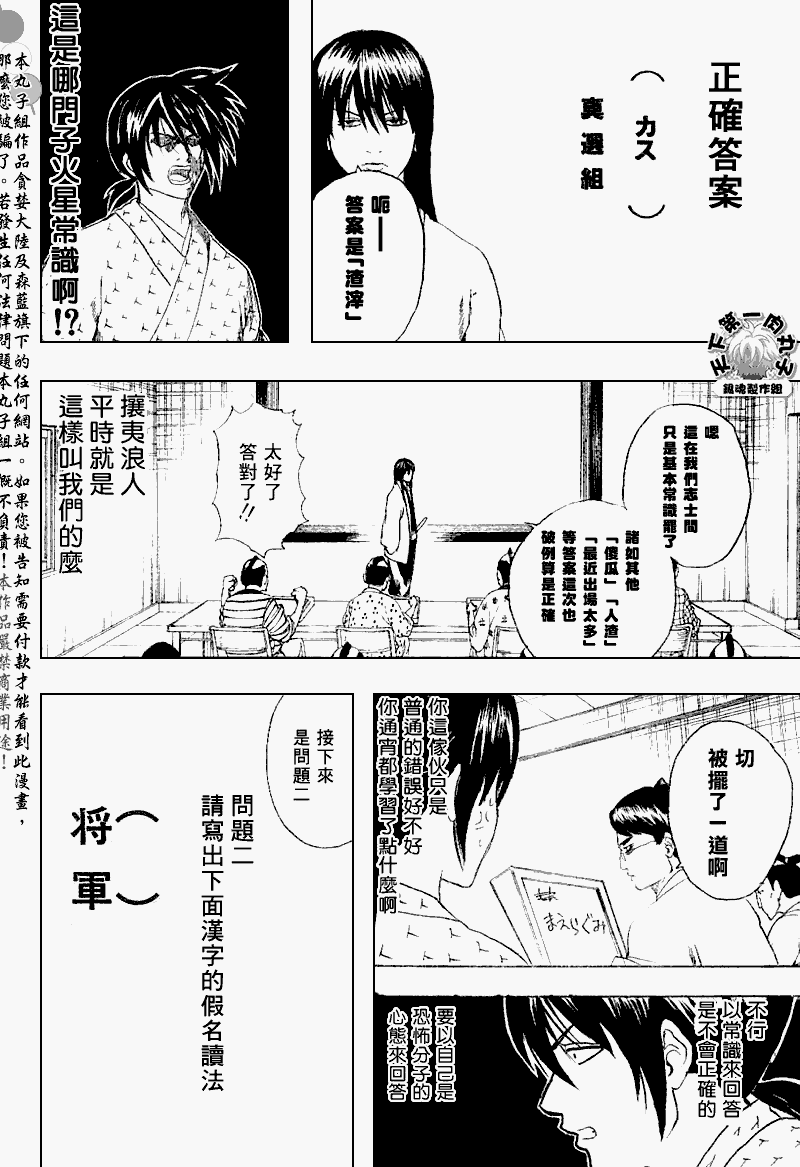 正確答案
（カス）
真選組
呃——
答案是「渣滓」
這是哪門子火星常識啊!?
天下第一肉丸子
銀魂製作組
嗯
這在我們志士間
只是基本常識罷了
諸如其他
「傻瓜」「人渣」
「最近出場太多」
等答案這次也
破例算是正確
太好了
答對了!!
攘夷浪人
平時就是
這樣叫我們的麼
切
被擺了一道啊
まえらぐみ
你這傢伙只是
普通的錯誤好不好
你通宵都學習了點什麼啊
不行
以常識來回答
是不會正確的
要以自己是
恐怖分子的
心態來回答
接下來
是問題二
問題二
請寫出下面漢字的假名讀法
（　）
将軍
本丸子組作品貪婪大陸及森藍旗下的任何網站。如果您被告知需要付款才能看到此漫畫，
那麼您被騙了。若發生任何法律問題本丸子組一概不負責！本作品嚴禁商業用途！